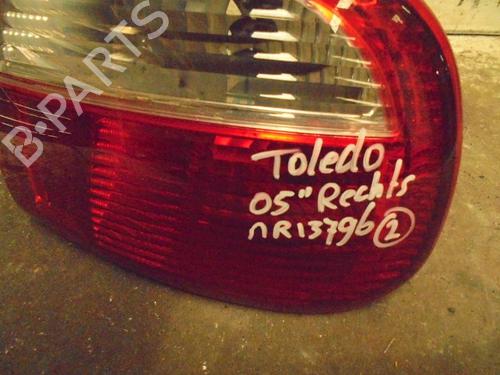 B-PARTS
Toledo
05" Rechts
nR13796 2